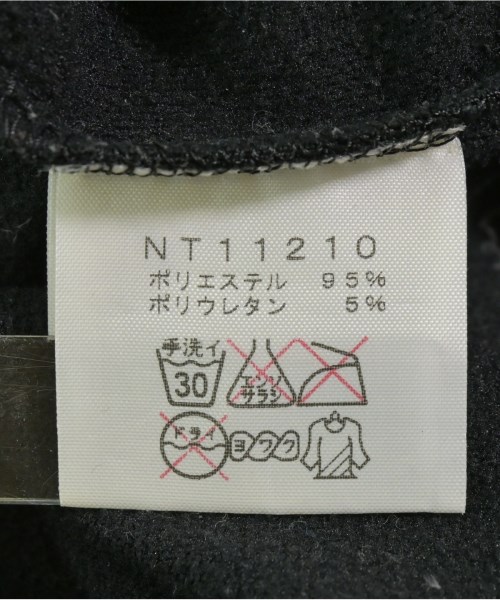 NT11210
ポリエステル 95%
ポリウレタン 5%
手洗イ
30
エンソ
サラシ
ドライ
ヨワク